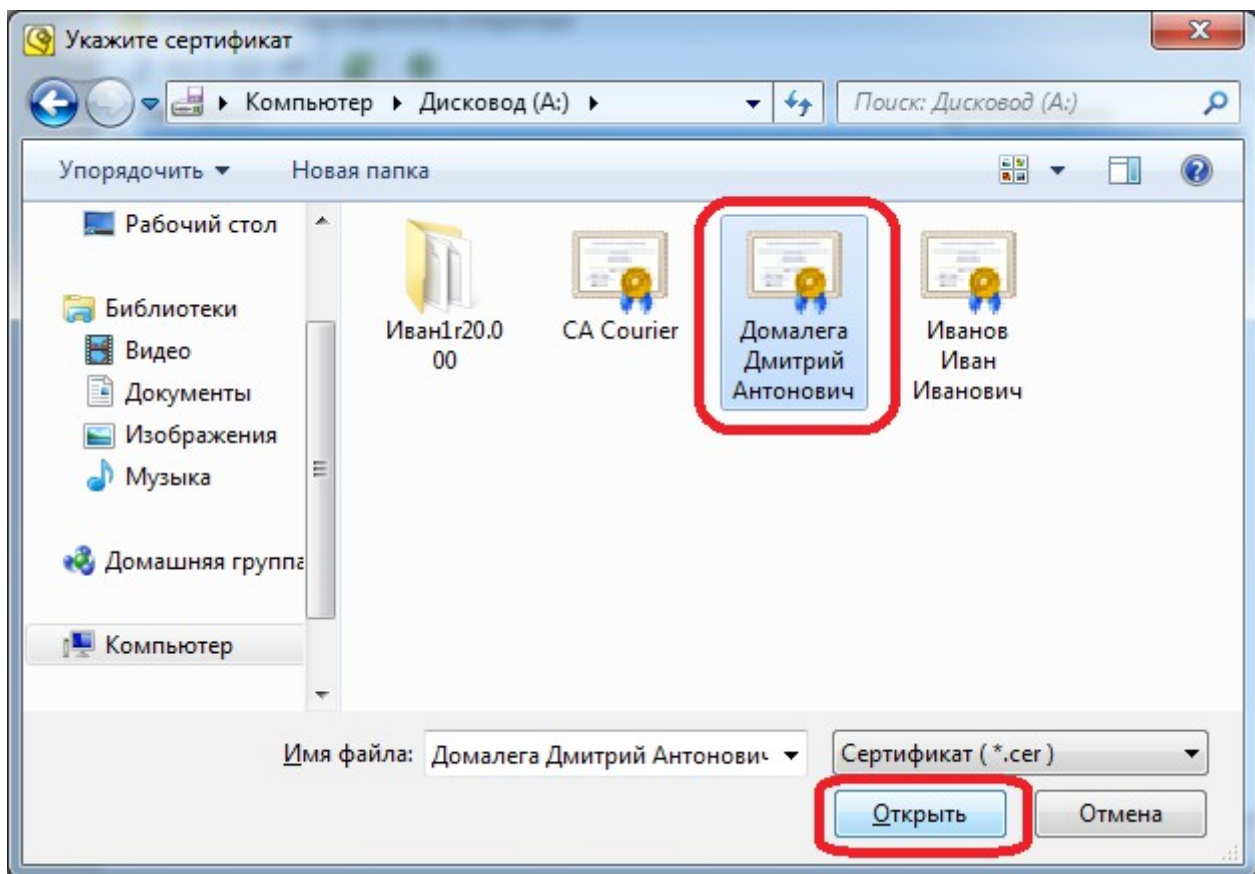 Укажите сертификат
Компьютер Дисковод (A:)
Поиск: Дисковод (A:)
Упорядочить Новая папка
Рабочий стол
Библиотеки
Видео
Документы
Изображения
Музыка
Домашняя группа
Компьютер
Иван1r20.0
00
CA Courier
Домалега
Дмитрий
Антонович
Иванов
Иван
Иванович
Имя файла: Домалега Дмитрий Антонович
Сертификат ( *.cer )
Открыть Отмена